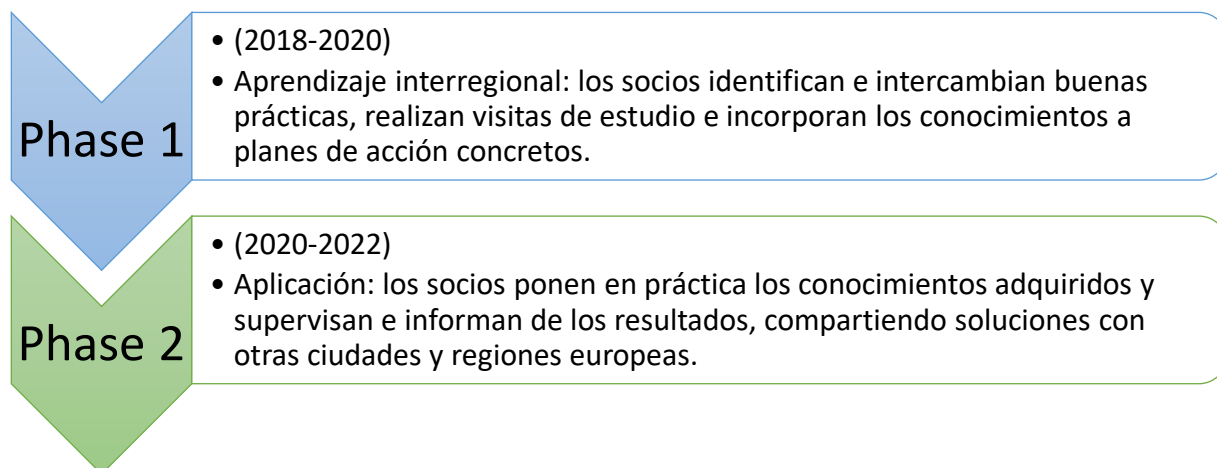 Phase 1
• (2018-2020)
• Aprendizaje interregional: los socios identifican e intercambian buenas
prácticas, realizan visitas de estudio e incorporan los conocimientos a
planes de acción concretos.
Phase 2
• (2020-2022)
• Aplicación: los socios ponen en práctica los conocimientos adquiridos y
supervisan e informan de los resultados, compartiendo soluciones con
otras ciudades y regiones europeas.